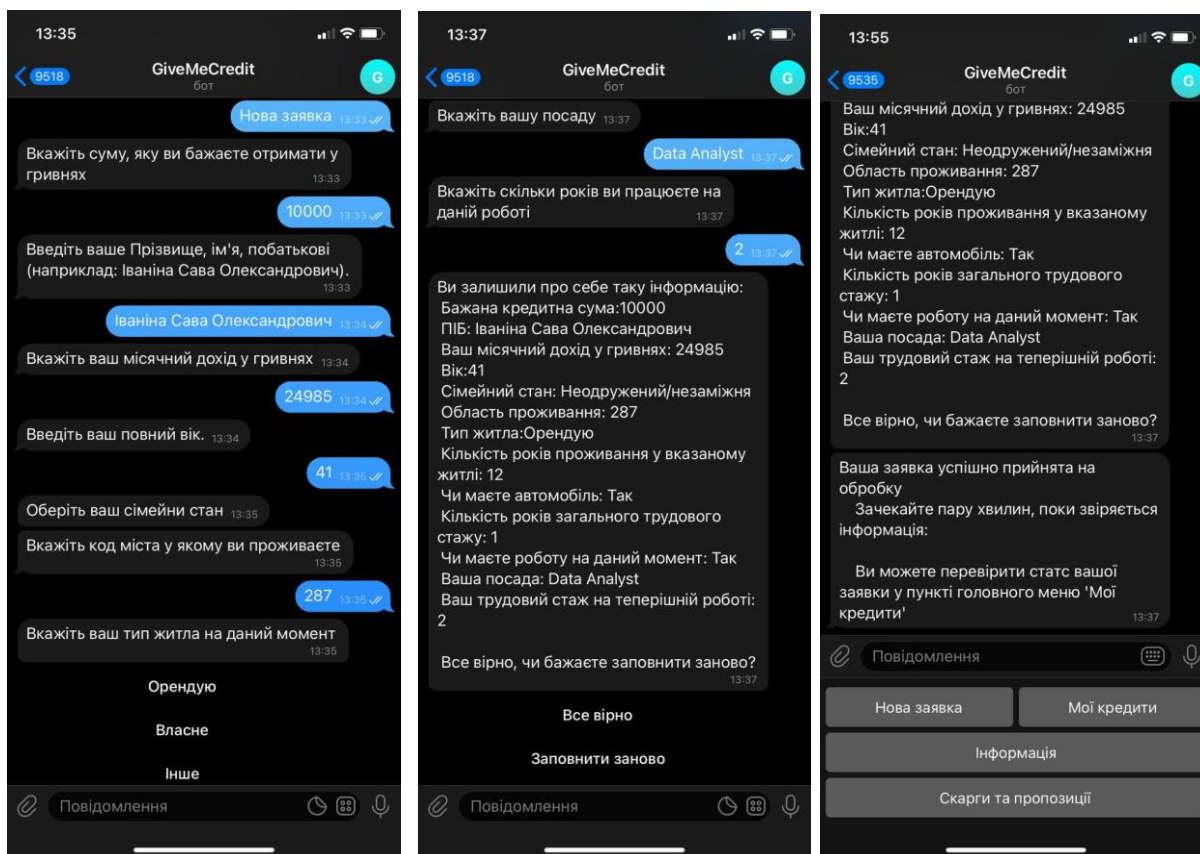 13:35
9518
GiveMeCredit
бот
G
Нова заявка 13:33
Вкажіть суму, яку ви бажаєте отримати у
гривнях
13:33
10000 13:33
Введіть ваше Прізвище, ім'я, побатькові
(наприклад: Іваніна Сава Олександрович).
13:33
Іваніна Сава Олександрович 13:34
Вкажіть ваш місячний дохід у гривнях 13:34
24985 13:34
Введіть ваш повний вік. 13:34
41 13:35
Оберіть ваш сімейни стан 13:35
Вкажіть код міста у якому ви проживаєте
13:35
287 13:35
Вкажіть ваш тип житла на даний момент
13:35
Орендую
Власне
Інше
Повідомлення
13:37
9518
GiveMeCredit
бот
G
Вкажіть вашу посаду 13:37
Data Analyst 13:37
Вкажіть скільки років ви працюєте на
даній роботі
13:37
2 13:37
Ви залишили про себе таку інформацію:
Бажана кредитна сума:10000
ПІБ: Іваніна Сава Олександрович
Ваш місячний дохід у гривнях: 24985
Вік:41
Сімейний стан: Неодружений/незаміжня
Область проживання: 287
Тип житла:Орендую
Кількість років проживання у вказаному
житлі: 12
Чи маєте автомобіль: Так
Кількість років загального трудового
стажу: 1
Чи маєте роботу на даний момент: Так
Ваша посада: Data Analyst
Ваш трудовий стаж на теперішній роботі:
2
Все вірно, чи бажаєте заповнити заново?
13:37
Все вірно
Заповнити заново
Повідомлення
13:55
9535
GiveMeCredit
бот
G
Ваш місячний дохід у гривнях: 24985
Вік:41
Сімейний стан: Неодружений/незаміжня
Область проживання: 287
Тип житла:Орендую
Кількість років проживання у вказаному
житлі: 12
Чи маєте автомобіль: Так
Кількість років загального трудового
стажу: 1
Чи маєте роботу на даний момент: Так
Ваша посада: Data Analyst
Ваш трудовий стаж на теперішній роботі:
2
Все вірно, чи бажаєте заповнити заново?
13:37
Ваша заявка успішно прийнята на
обробку
Зачекайте пару хвилин, поки звіряється
інформація:
Ви можете перевірити статс вашої
заявки у пункті головного меню 'Мої
кредити'
13:37
Повідомлення
Нова заявка
Мої кредити
Інформація
Скарги та пропозиції